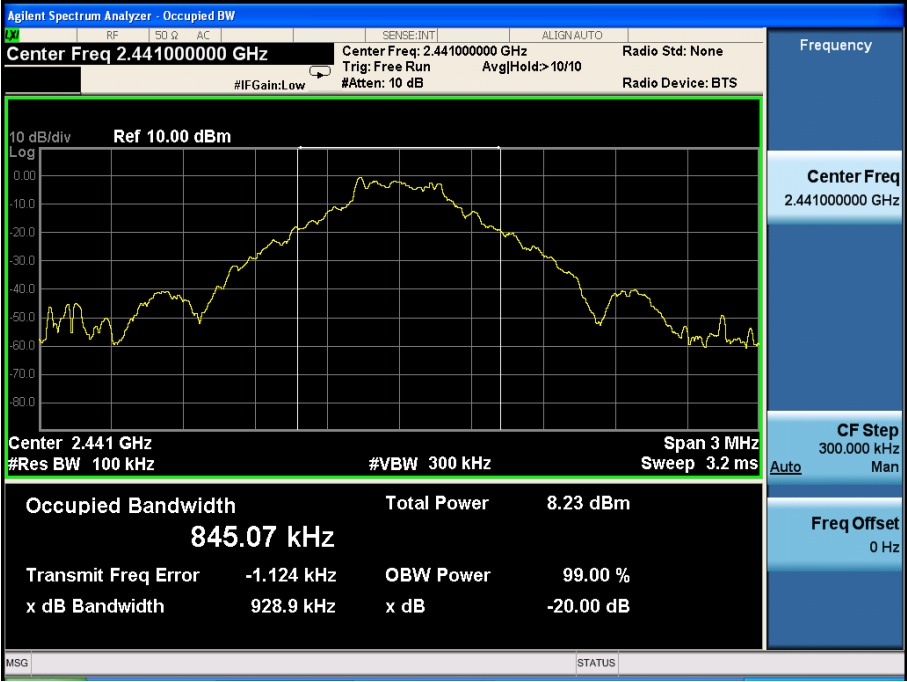 Agilent Spectrum Analyzer - Occupied BW
LXI RF 50 Ω AC SENSE:INT ALIGN AUTO
Center Freq 2.441000000 GHz
Center Freq: 2.441000000 GHz Radio Std: None
Trig: Free Run Avg|Hold:> 10/10
#IFGain:Low #Atten: 10 dB Radio Device: BTS
10 dB/div Ref 10.00 dBm
Log
0.00
-10.0
-20.0
-30.0
-40.0
-50.0
-60.0
-70.0
-80.0
Center 2.441 GHz Span 3 MHz
#Res BW 100 kHz #VBW 300 kHz Sweep 3.2 ms
Occupied Bandwidth Total Power 8.23 dBm
845.07 kHz
Transmit Freq Error -1.124 kHz OBW Power 99.00 %
x dB Bandwidth 928.9 kHz x dB -20.00 dB
MSG STATUS
Frequency
Center Freq
2.441000000 GHz
CF Step
300.000 kHz
Auto Man
Freq Offset
0 Hz